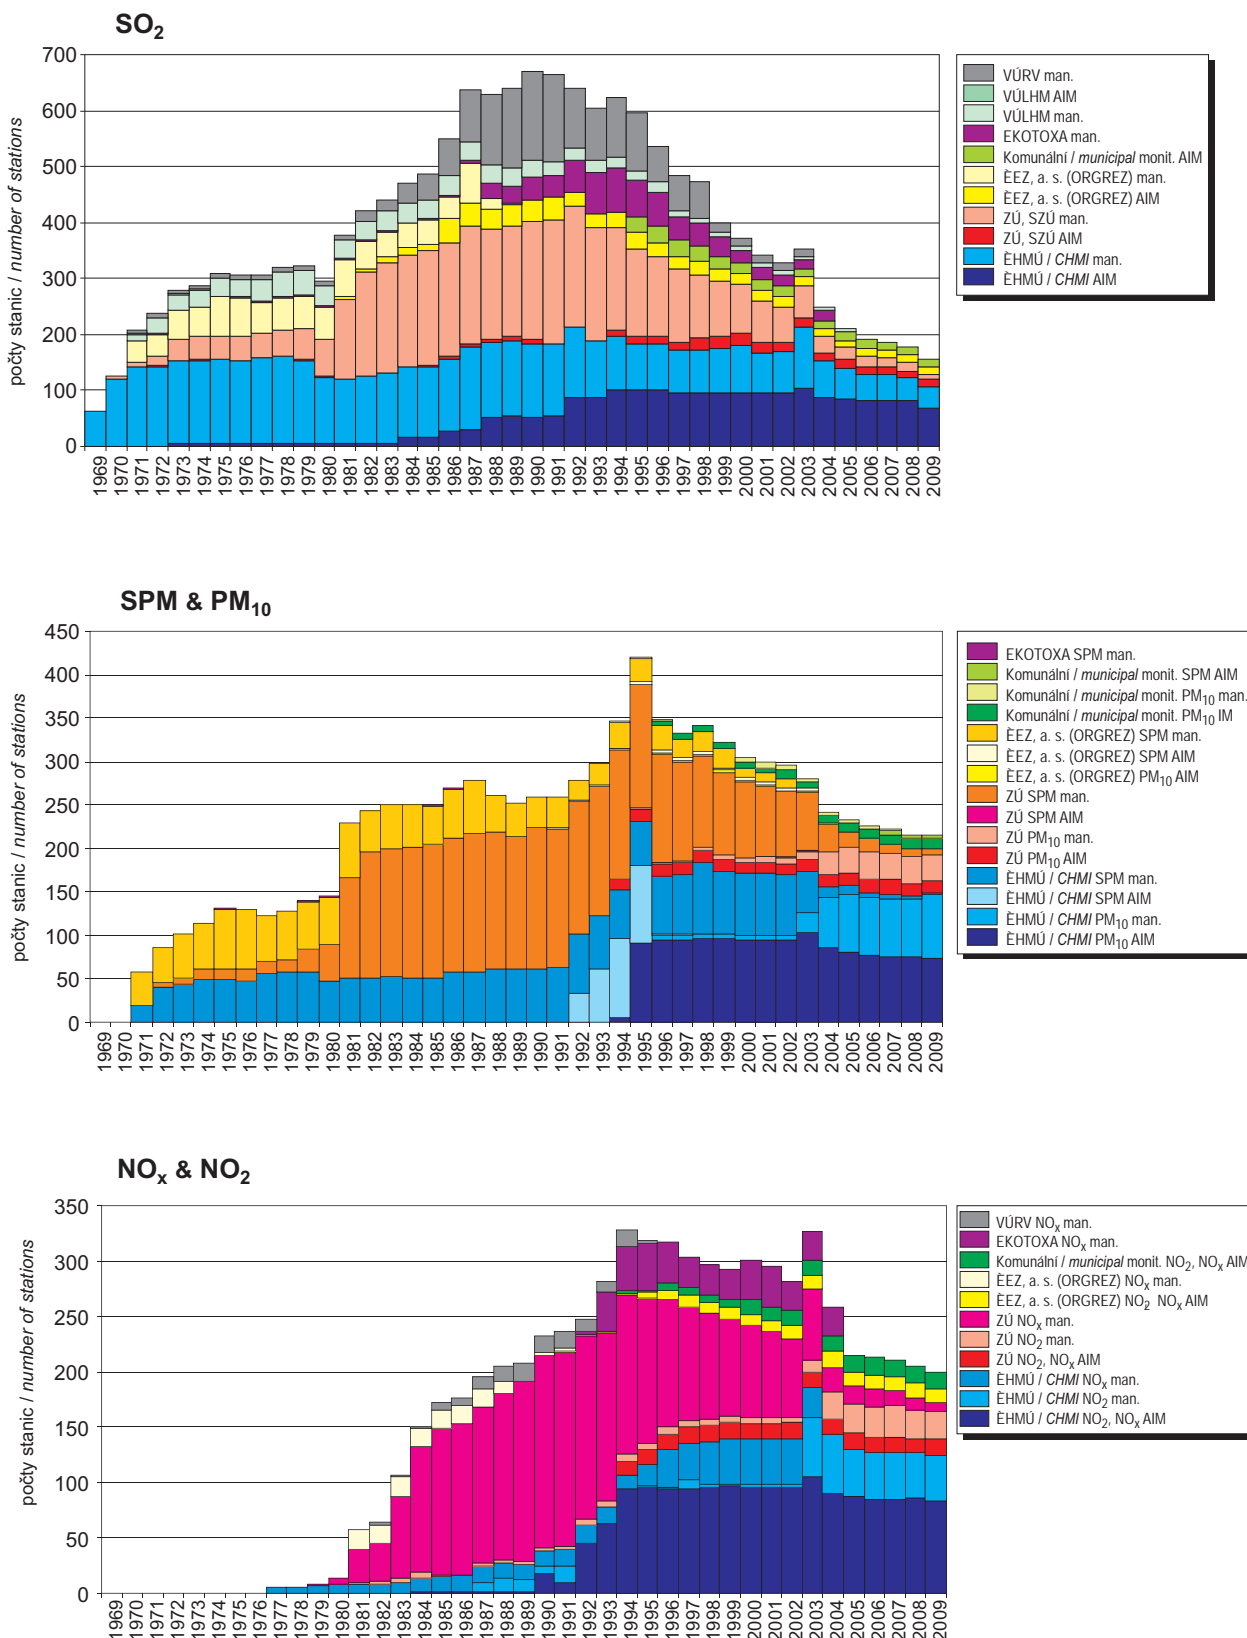 SO2
700
600
500
400
300
200
100
0
počty stanic / number of stations
1969 1970 1971 1972 1973 1974 1975 1976 1977 1978 1979 1980 1981 1982 1983 1984 1985 1986 1987 1988 1989 1990 1991 1992 1993 1994 1995 1996 1997 1998 1999 2000 2001 2002 2003 2004 2005 2006 2007 2008 2009
VÚRV man.
VÚLHM AIM
VÚLHM man.
EKOTOXA man.
Komunální / municipal monit. AIM
ÈEZ, a. s. (ORGREZ) man.
ÈEZ, a. s. (ORGREZ) AIM
ZÚ, SZÚ man.
ZÚ, SZÚ AIM
ÈHMÚ / CHMI man.
ÈHMÚ / CHMI AIM
SPM & PM10
450
400
350
300
250
200
150
100
50
0
počty stanic / number of stations
1969 1970 1971 1972 1973 1974 1975 1976 1977 1978 1979 1980 1981 1982 1983 1984 1985 1986 1987 1988 1989 1990 1991 1992 1993 1994 1995 1996 1997 1998 1999 2000 2001 2002 2003 2004 2005 2006 2007 2008 2009
EKOTOXA SPM man.
Komunální / municipal monit. SPM AIM
Komunální / municipal monit. PM10 man.
Komunální / municipal monit. PM10 IM
ÈEZ, a. s. (ORGREZ) SPM man.
ÈEZ, a. s. (ORGREZ) SPM AIM
ÈEZ, a. s. (ORGREZ) PM10 AIM
ZÚ SPM man.
ZÚ SPM AIM
ZÚ PM10 man.
ZÚ PM10 AIM
ÈHMÚ / CHMI SPM man.
ÈHMÚ / CHMI SPM AIM
ÈHMÚ / CHMI PM10 man.
ÈHMÚ / CHMI PM10 AIM
NOx & NO2
350
300
250
200
150
100
50
0
počty stanic / number of stations
1969 1970 1971 1972 1973 1974 1975 1976 1977 1978 1979 1980 1981 1982 1983 1984 1985 1986 1987 1988 1989 1990 1991 1992 1993 1994 1995 1996 1997 1998 1999 2000 2001 2002 2003 2004 2005 2006 2007 2008 2009
VÚRV NOx man.
EKOTOXA NOx man.
Komunální / municipal monit. NO2, NOx AIM
ÈEZ, a. s. (ORGREZ) NOx man.
ÈEZ, a. s. (ORGREZ) NO2 NOx AIM
ZÚ NOx man.
ZÚ NO2 man.
ZÚ NO2, NOx AIM
ÈHMÚ / CHMI NOx man.
ÈHMÚ / CHMI NO2 man.
ÈHMÚ / CHMI NO2, NOx AIM